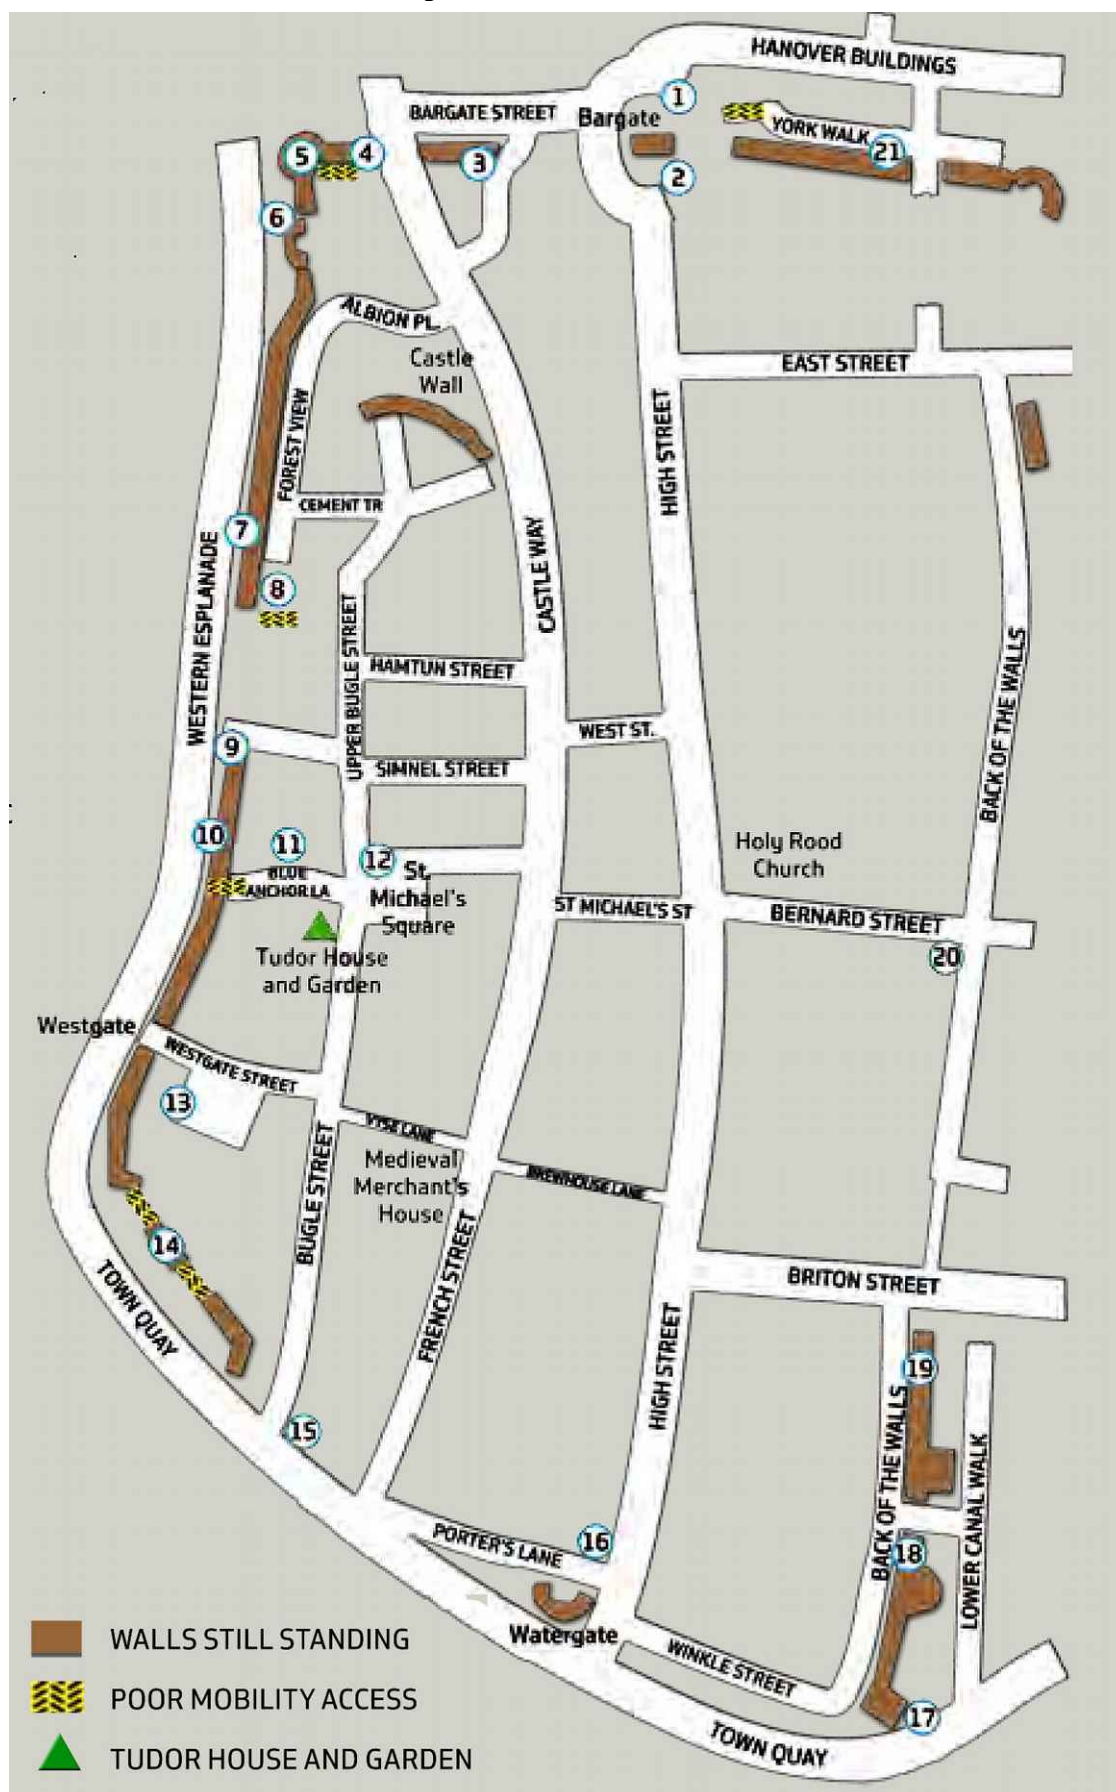 HANOVER BUILDINGS
1
BARGATE STREET
Bargate
YORK WALK
21
5
4
3
2
6
ALBION PL.
Castle
Wall
EAST STREET
FOREST VIEW
HIGH STREET
CEMENT TR
7
WESTERN ESPLANADE
CASTLE WAY
8
UPPER BUGLE STREET
HAMTUN STREET
BACK OF THE WALLS
WEST ST.
9
SIMNEL STREET
10
11
12
Holy Rood
Church
BLUE
ANCHOR LA
St.
Michael's
Square
ST MICHAEL'S ST
BERNARD STREET
20
Tudor House
and Garden
Westgate
WESTGATE STREET
13
VYSE LANE
BUGLE STREET
Medieval
Merchant's
House
BREWHOUSE LANE
14
TOWN QUAY
FRENCH STREET
BRITON STREET
HIGH STREET
19
15
BACK OF THE WALLS
LOWER CANAL WALK
PORTER'S LANE
16
18
Watergate
WINKLE STREET
17
TOWN QUAY
WALLS STILL STANDING
POOR MOBILITY ACCESS
TUDOR HOUSE AND GARDEN